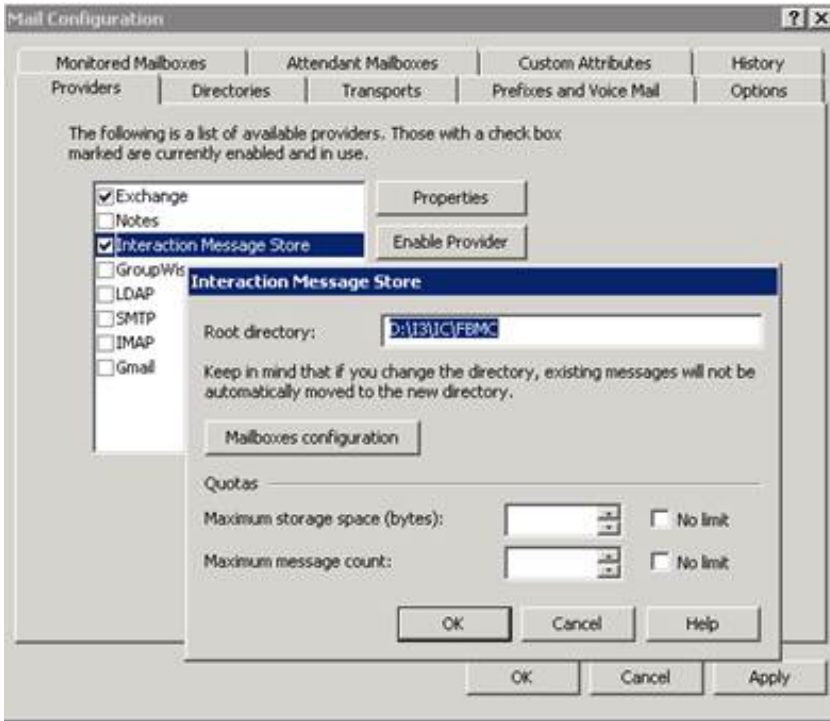 Mail Configuration
Monitored Mailboxes
Attendant Mailboxes
Custom Attributes
History
Providers
Directories
Transports
Prefixes and Voice Mail
Options
The following is a list of available providers. Those with a check box
marked are currently enabled and in use.
Exchange
Notes
Interaction Message Store
GroupWis
LDAP
SMTP
IMAP
Gmail
Properties
Enable Provider
Interaction Message Store
Root directory:
D:\I3\IC\FBMC
Keep in mind that if you change the directory, existing messages will not be
automatically moved to the new directory.
Mailboxes configuration
Quotas
Maximum storage space (bytes):
No limit
Maximum message count:
No limit
OK
Cancel
Help
OK
Cancel
Apply